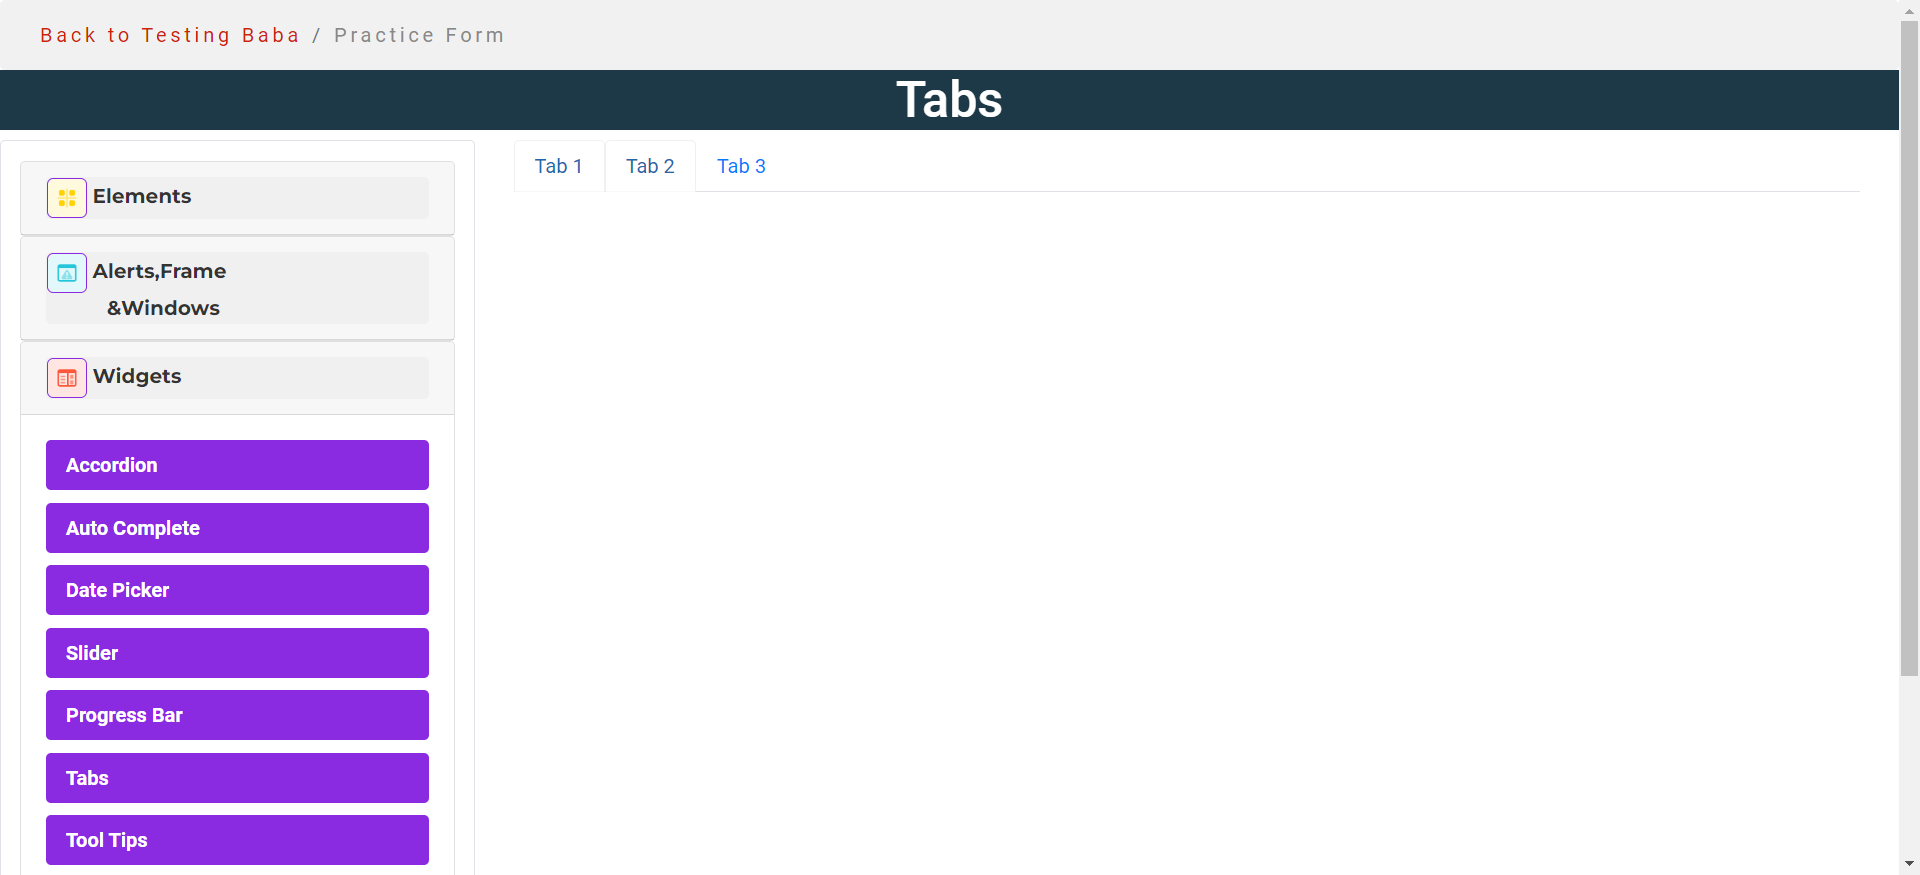 Back to Testing Baba / Practice Form
Tabs
Elements
Alerts,Frame
&Windows
Widgets
Accordion
Auto Complete
Date Picker
Slider
Progress Bar
Tabs
Tool Tips
Tab 1 Tab 2 Tab 3